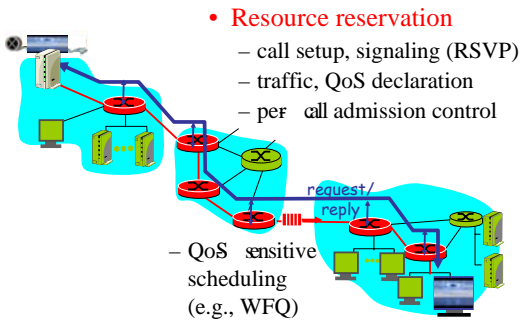 • Resource reservation
– call setup, signaling (RSVP)
– traffic, QoS declaration
– per- call admission control
request/
reply
– QoS- sensitive
scheduling
(e.g., WFQ)